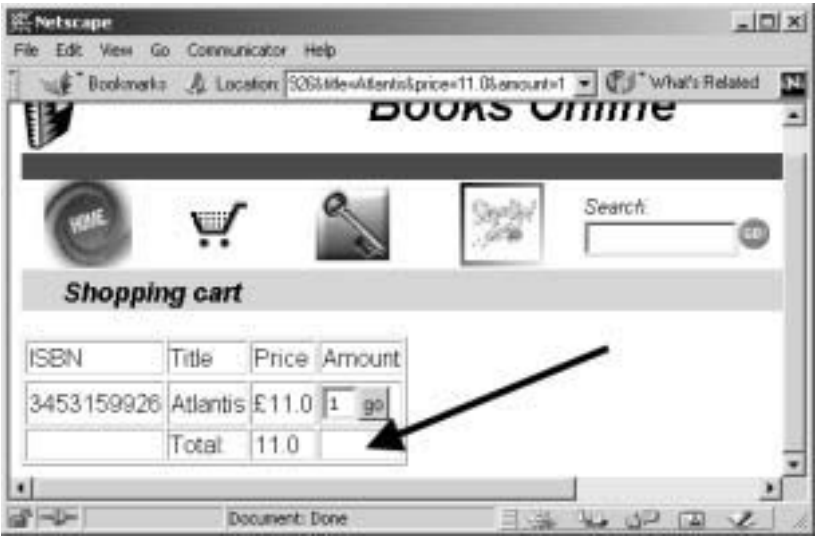 Netscape
File Edit View Go Communicator Help
Bookmarks Location: 926&title=Atlantis&price=11.0&amount=1 What's Related N
Books Online
HOME
Search:
GO!
Shopping cart
ISBN Title Price Amount
3453159926 Atlantis £11.0 1 go
Total: 11.0
Document: Done